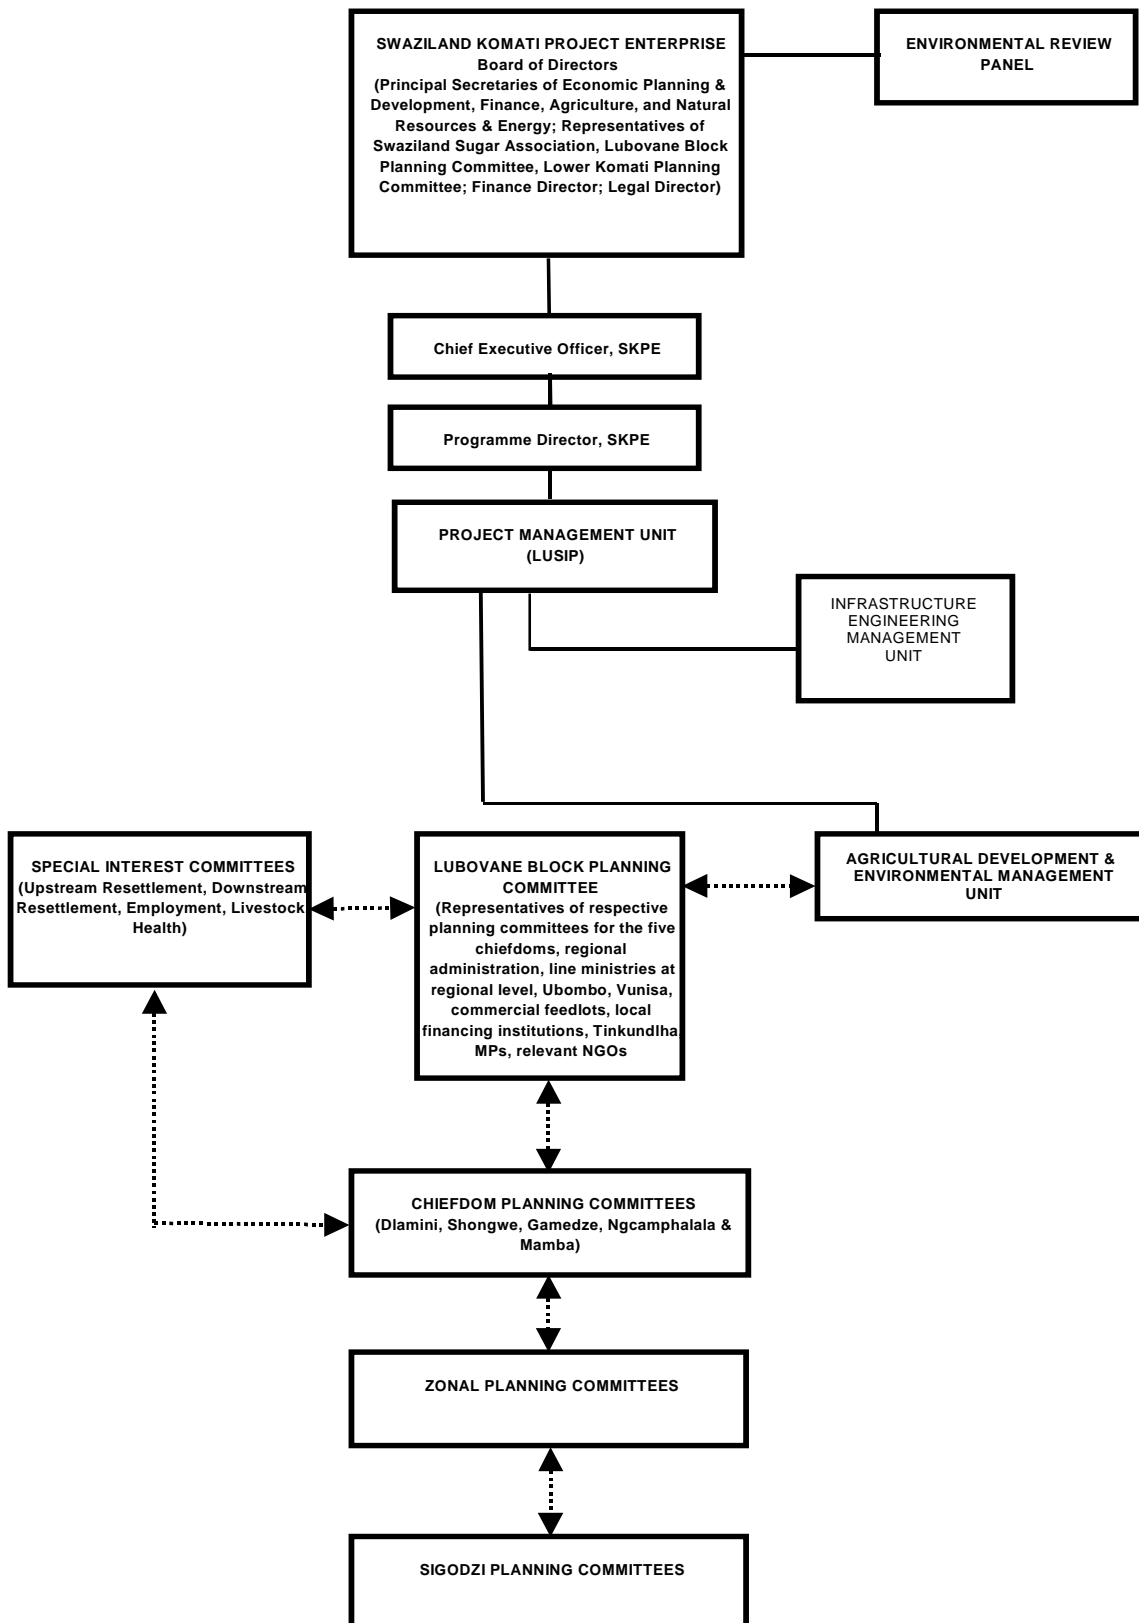 SWAZILAND KOMATI PROJECT ENTERPRISE
Board of Directors
(Principal Secretaries of Economic Planning &
Development, Finance, Agriculture, and Natural
Resources & Energy; Representatives of
Swaziland Sugar Association, Lubovane Block
Planning Committee, Lower Komati Planning
Committee; Finance Director; Legal Director)
ENVIRONMENTAL REVIEW
PANEL
Chief Executive Officer, SKPE
Programme Director, SKPE
PROJECT MANAGEMENT UNIT
(LUSIP)
INFRASTRUCTURE
ENGINEERING
MANAGEMENT
UNIT
SPECIAL INTEREST COMMITTEES
(Upstream Resettlement, Downstream
Resettlement, Employment, Livestock
Health)
LUBOVANE BLOCK PLANNING
COMMITTEE
(Representatives of respective
planning committees for the five
chiefdoms, regional
administration, line ministries at
regional level, Ubombo, Vunisa,
commercial feedlots, local
financing institutions, Tinkundlha,
MPs, relevant NGOs
AGRICULTURAL DEVELOPMENT &
ENVIRONMENTAL MANAGEMENT
UNIT
CHIEFDOM PLANNING COMMITTEES
(Dlamini, Shongwe, Gamedze, Ngcamphalala &
Mamba)
ZONAL PLANNING COMMITTEES
SIGODZI PLANNING COMMITTEES